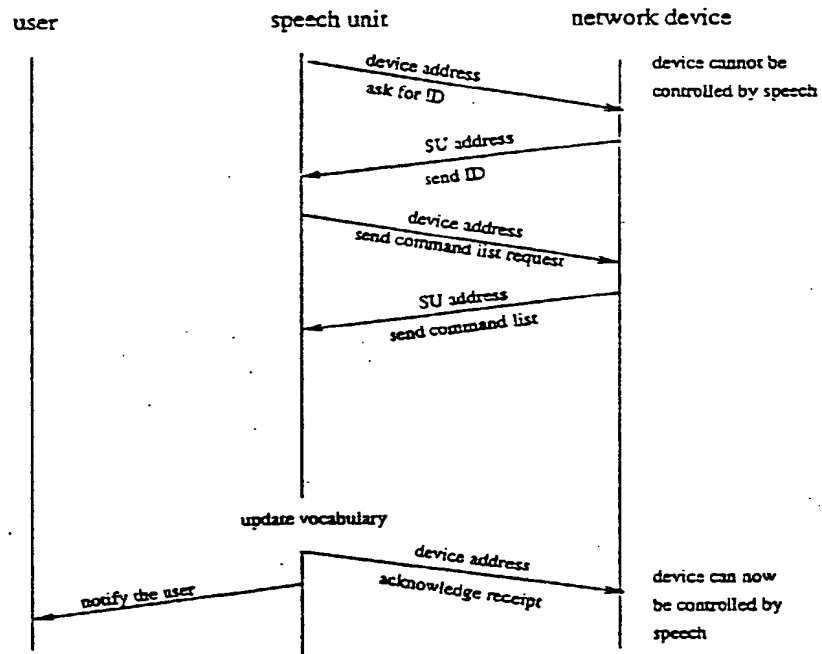 user
speech unit
network device
device address
ask for ID
device cannot be
controlled by speech
SU address
send ID
device address
send command list request
SU address
send command list
update vocabulary
device address
acknowledge receipt
notify the user
device can now
be controlled by
speech